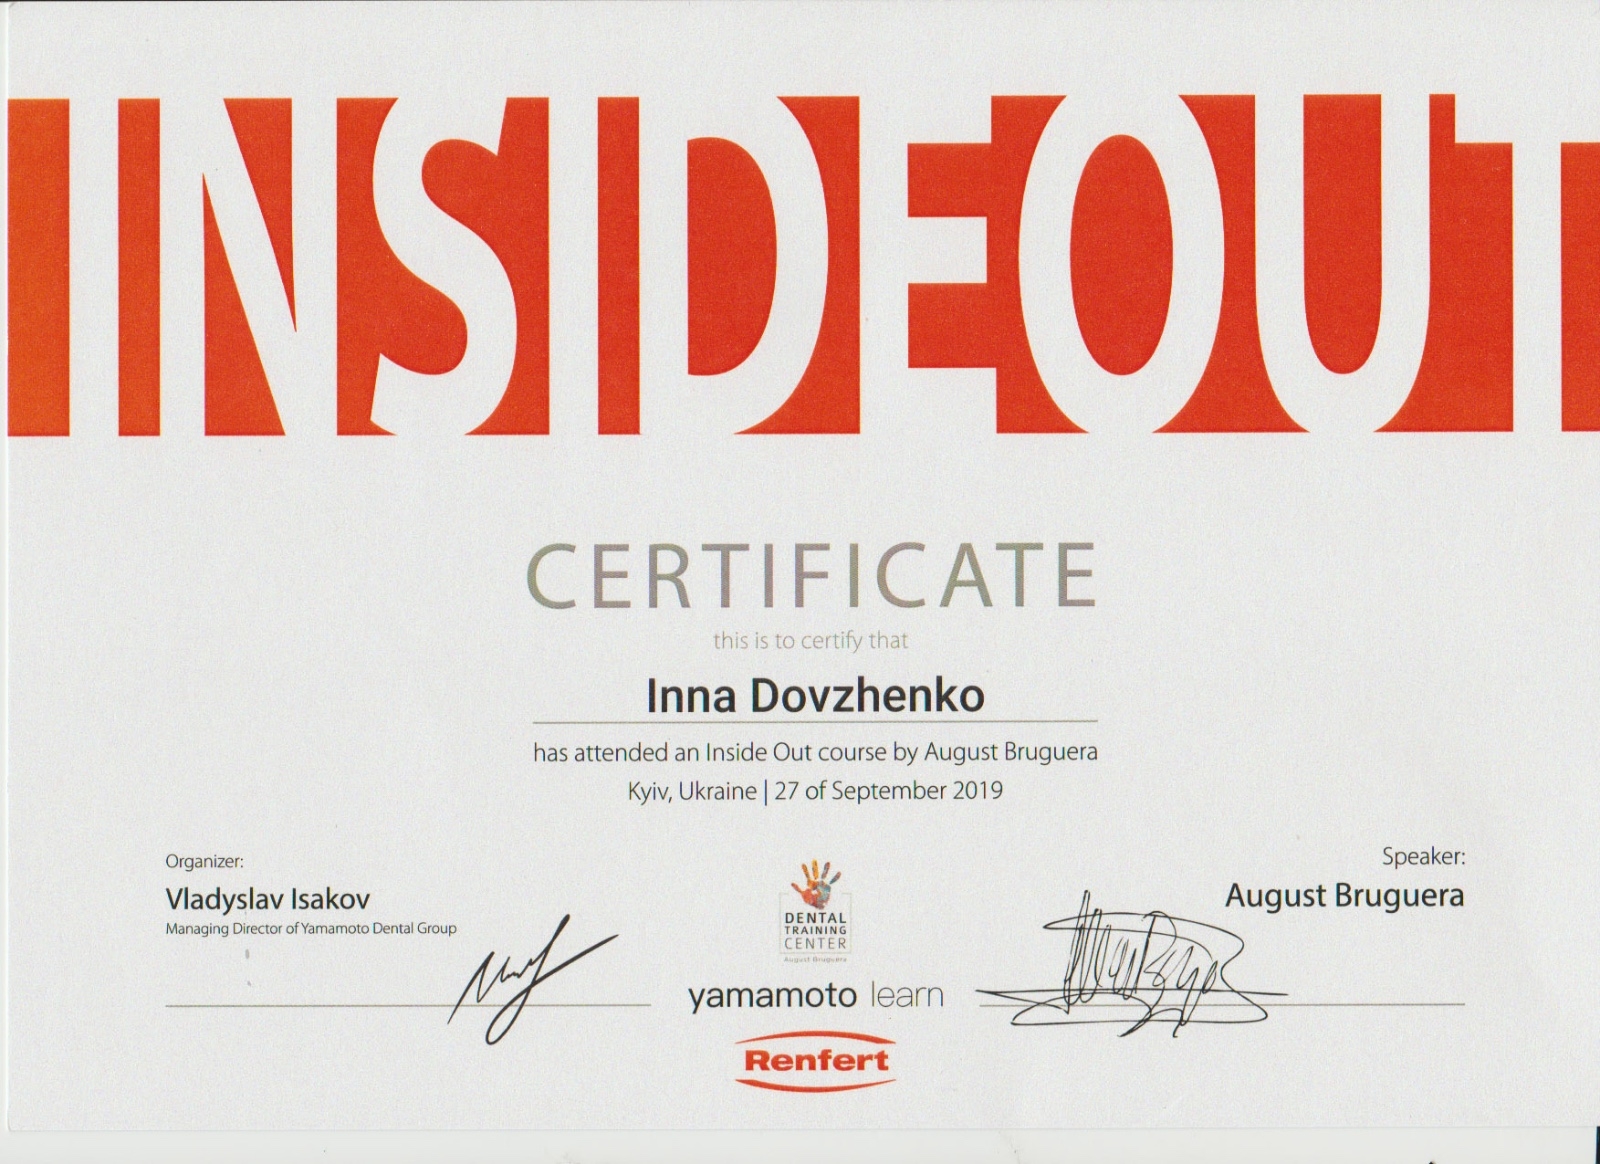 INSIDEOUT
CERTIFICATE
this is to certify that
Inna Dovzhenko
has attended an Inside Out course by August Bruguera
Kyiv, Ukraine | 27 of September 2019
Organizer:
Vladyslav Isakov
Managing Director of Yamamoto Dental Group
DENTAL
TRAINING
CENTER
August Bruguera
yamamoto learn
Renfert
Speaker:
August Bruguera